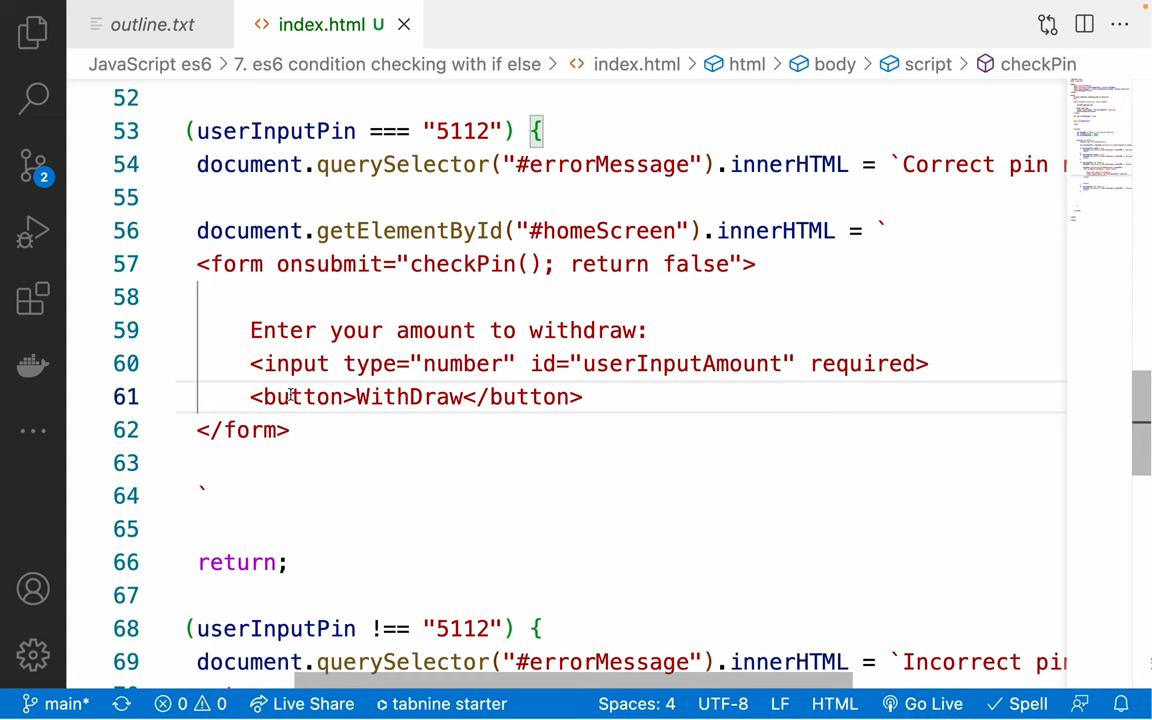 outline.txt
index.html U
JavaScript es6 > 7. es6 condition checking with if else > index.html > html > body > script > checkPin
52
53 (userInputPin === "5112") {
54 document.querySelector("#errorMessage").innerHTML = `Correct pin
55
56 document.getElementById("#homeScreen").innerHTML = `
57 <form onsubmit="checkPin(); return false">
58
59 Enter your amount to withdraw:
60 <input type="number" id="userInputAmount" required>
61 <button>WithDraw</button>
62 </form>
63
64 `
65
66 return;
67
68 (userInputPin !== "5112") {
69 document.querySelector("#errorMessage").innerHTML = `Incorrect pin
2
main* 0 0 Live Share tabnine starter Spaces: 4 UTF-8 LF HTML Go Live Spell